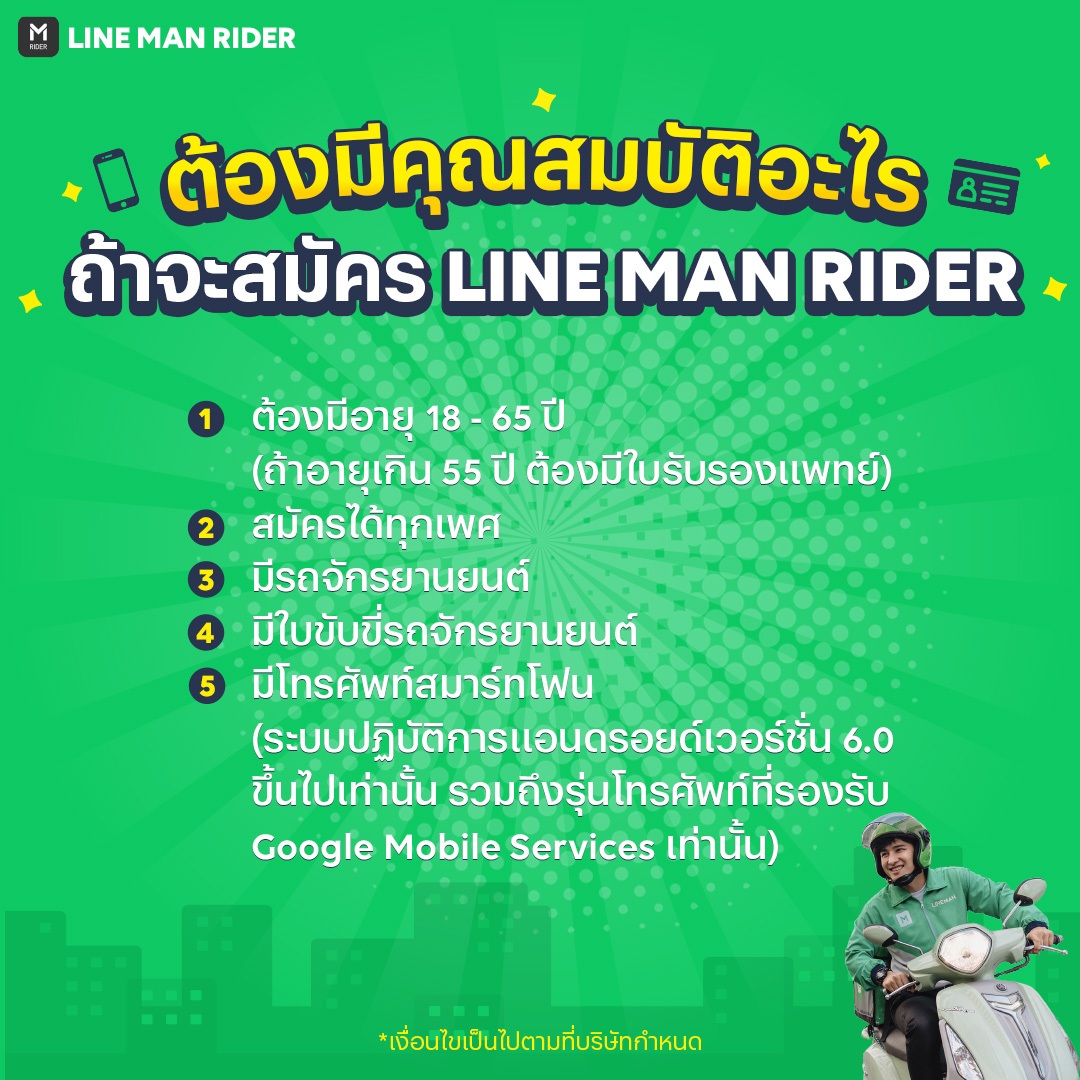 M
RIDER
LINE MAN RIDER
ต้องมีคุณสมบัติอะไร
ถ้าจะสมัคร LINE MAN RIDER
1 ต้องมีอายุ 18 - 65 ปี
(ถ้าอายุเกิน 55 ปี ต้องมีใบรับรองแพทย์)
2 สมัครได้ทุกเพศ
3 มีรถจักรยานยนต์
4 มีใบขับขี่รถจักรยานยนต์
5 มีโทรศัพท์สมาร์ทโฟน
(ระบบปฏิบัติการแอนดรอยด์เวอร์ชั่น 6.0
ขึ้นไปเท่านั้น รวมถึงรุ่นโทรศัพท์ที่รองรับ
Google Mobile Services เท่านั้น)
LINEMAN
*เงื่อนไขเป็นไปตามที่บริษัทกำหนด